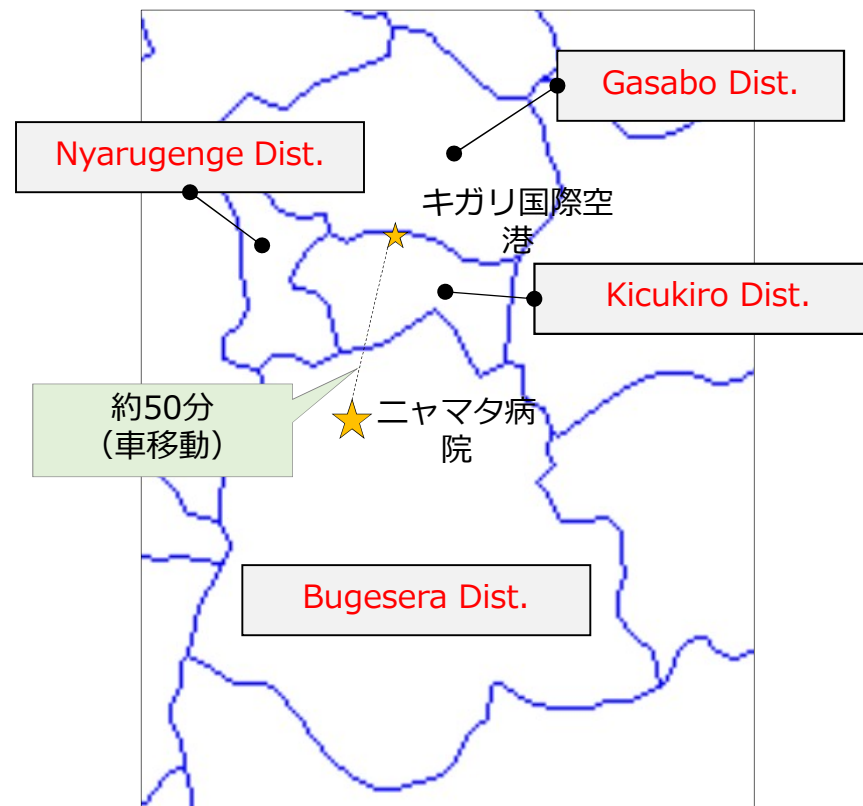 Gasabo Dist.
Nyarugenge Dist.
キガリ国際空
港
Kicukiro Dist.
約50分
（車移動）
ニャマタ病
院
Bugesera Dist.